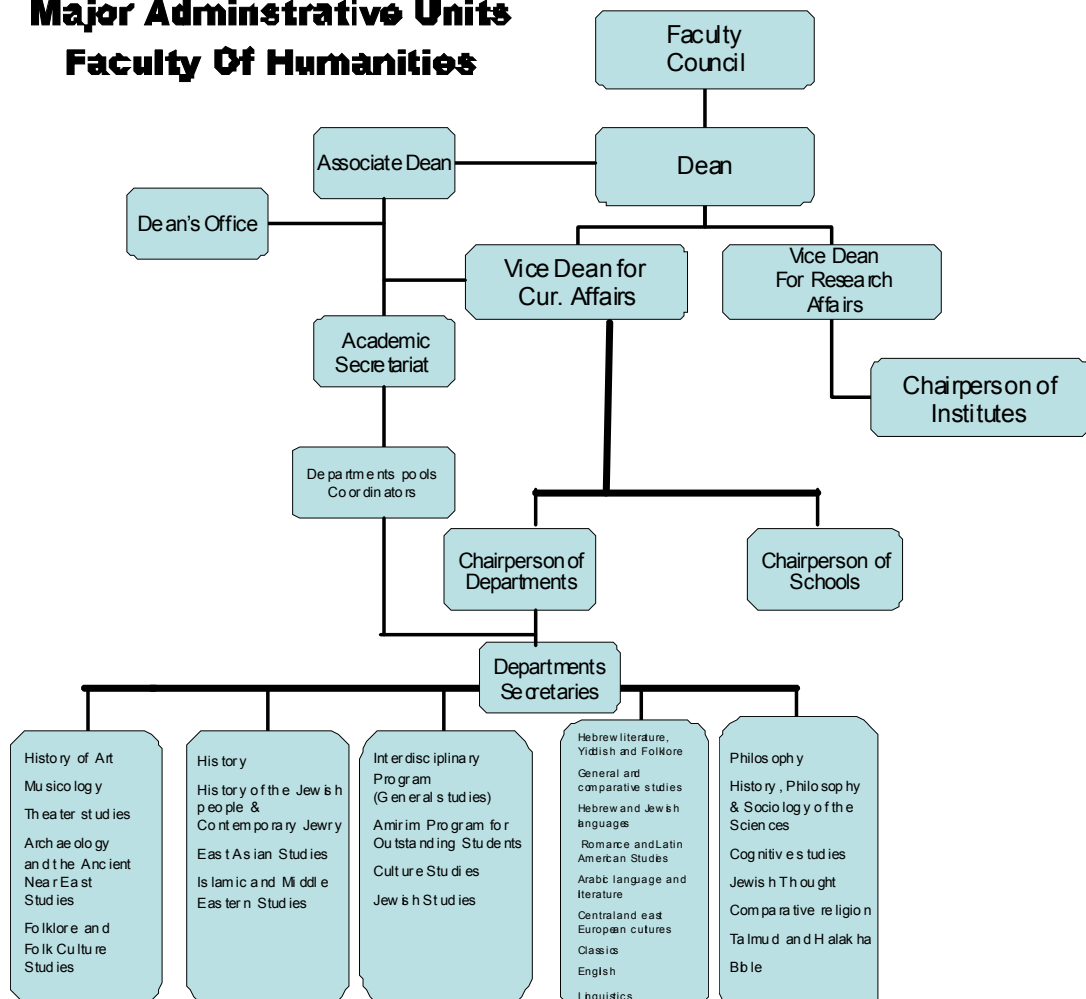 Major Adminstrative Units
Faculty Of Humanities
Faculty
Council
Associate Dean
Dean
Dean's Office
Vice Dean for
Cur. Affairs
Vice Dean
For Research
Affairs
Academic
Secretariat
Chairperson of
Institutes
Departments pools
Coordinators
Chairperson of
Departments
Chairperson of
Schools
Departments
Secretaries
History of Art
Musicology
Theater studies
Archaeology
and the Ancient
Near East
Studies
Folklore and
Folk Culture
Studies
History
History of the Jewish
people &
Contemporary Jewry
East Asian Studies
Islamic and Middle
Eastern Studies
Interdisciplinary
Program
(General studies)
Amirim Program for
Outstanding Students
Culture Studies
Jewish Studies
Hebrew literature,
Yiddish and Folklore
General and
comparative studies
Hebrew and Jewish
languages
Romance and Latin
American Studies
Arabic language and
literature
Central and east
European cultures
Classics
English
Linguistics
Philosophy
History, Philosophy
& Sociology of the
Sciences
Cognitive studies
Jewish Thought
Comparative religion
Talmud and Halakha
Bible